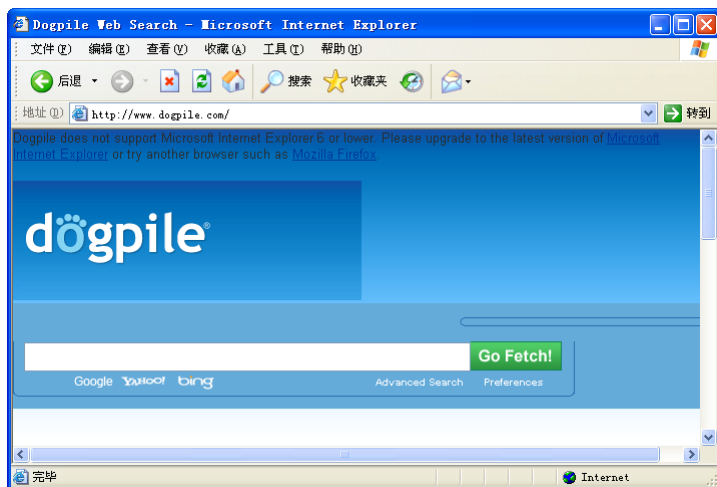 Dogpile Web Search - Microsoft Internet Explorer
文件(F) 编辑(E) 查看(V) 收藏(A) 工具(T) 帮助(H)
后退 搜索 收藏夹
地址(D) http://www.dogpile.com/ 转到
Dogpile does not support Microsoft Internet Explorer 6 or lower. Please upgrade to the latest version of Microsoft
Internet Explorer or try another browser such as Mozilla Firefox.
dögpile®
Go Fetch!
Google YAHOO! bing Advanced Search Preferences
完毕 Internet